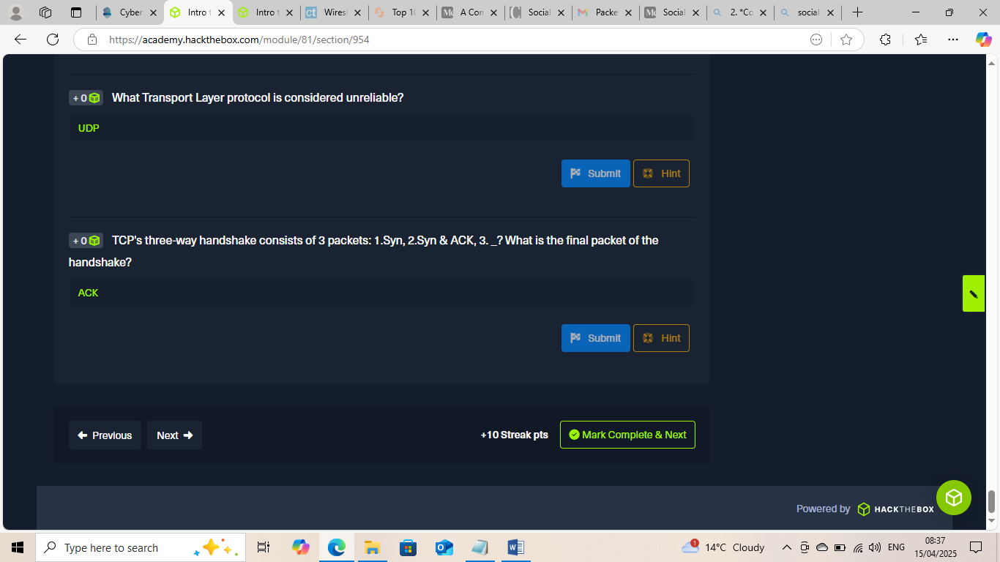 Cyber
Intro t
Intro t
ct Wiresl
Top 10
A Con
Social
Packe
Social
2. *Co
social
https://academy.hackthebox.com/module/81/section/954
+ 0 What Transport Layer protocol is considered unreliable?
UDP
Submit
Hint
+ 0 TCP's three-way handshake consists of 3 packets: 1.Syn, 2.Syn & ACK, 3. _? What is the final packet of the
handshake?
ACK
Submit
Hint
Previous
Next
+10 Streak pts
Mark Complete & Next
Powered by HACKTHEBOX
Type here to search
1
14°C Cloudy
ENG
08:37
15/04/2025